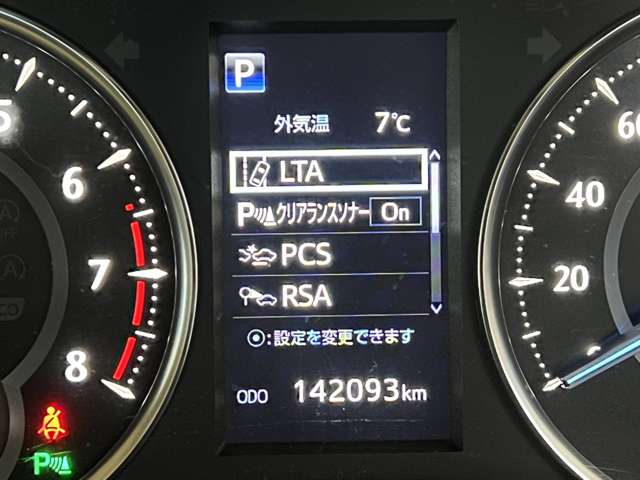 P
外気温 7℃
LTA
P クリアランスソナー On
PCS
RSA
:設定を変更できます
ODO 142093km
6
7
8
60
40
20
P